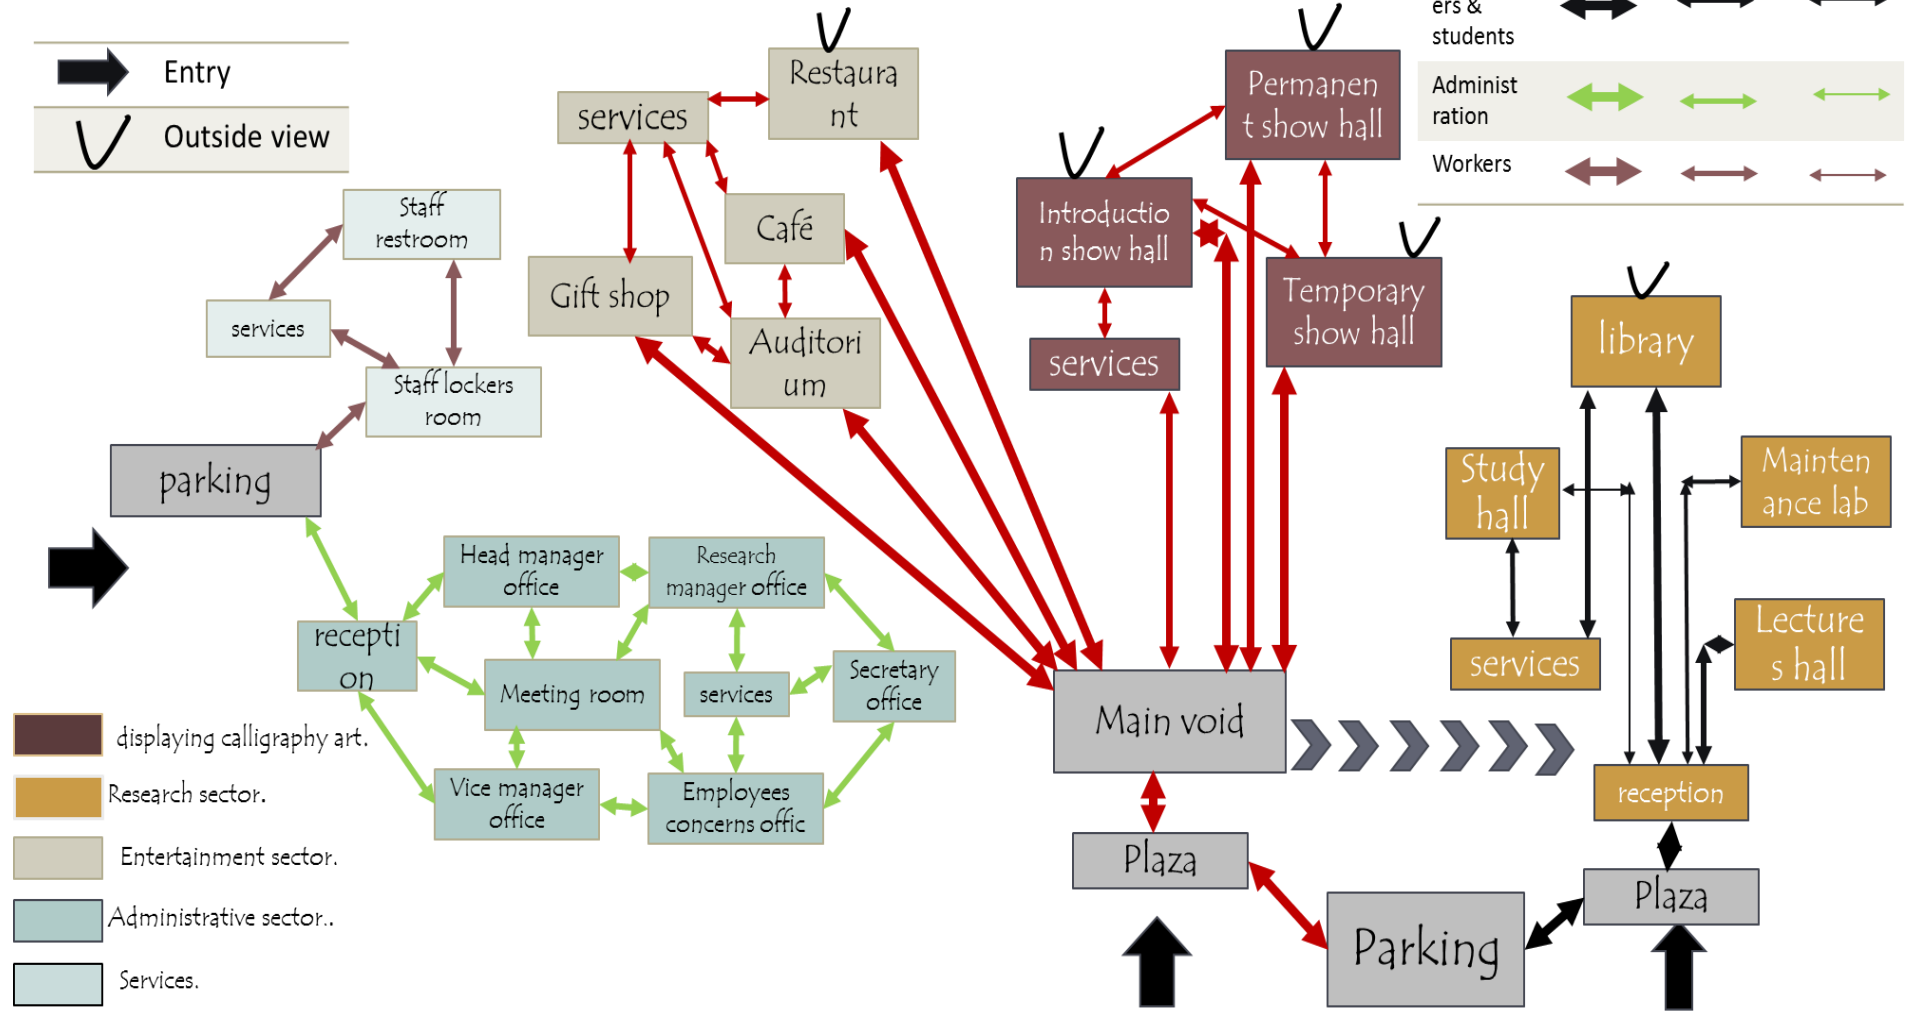 Entry
Outside view
ers &
students
Administ
ration
Workers
Restaura
nt
services
Café
Gift shop
Auditori
um
Permanen
t show hall
Introductio
n show hall
Temporary
show hall
services
Staff
restroom
services
Staff lockers
room
parking
library
Study
hall
Mainten
ance lab
services
Lecture
s hall
reception
Head manager
office
Research
manager office
recepti
on
Meeting room
services
Secretary
office
Vice manager
office
Employees
concerns offic
Main void
Plaza
Parking
Plaza
displaying calligraphy art.
Research sector.
Entertainment sector.
Administrative sector..
Services.